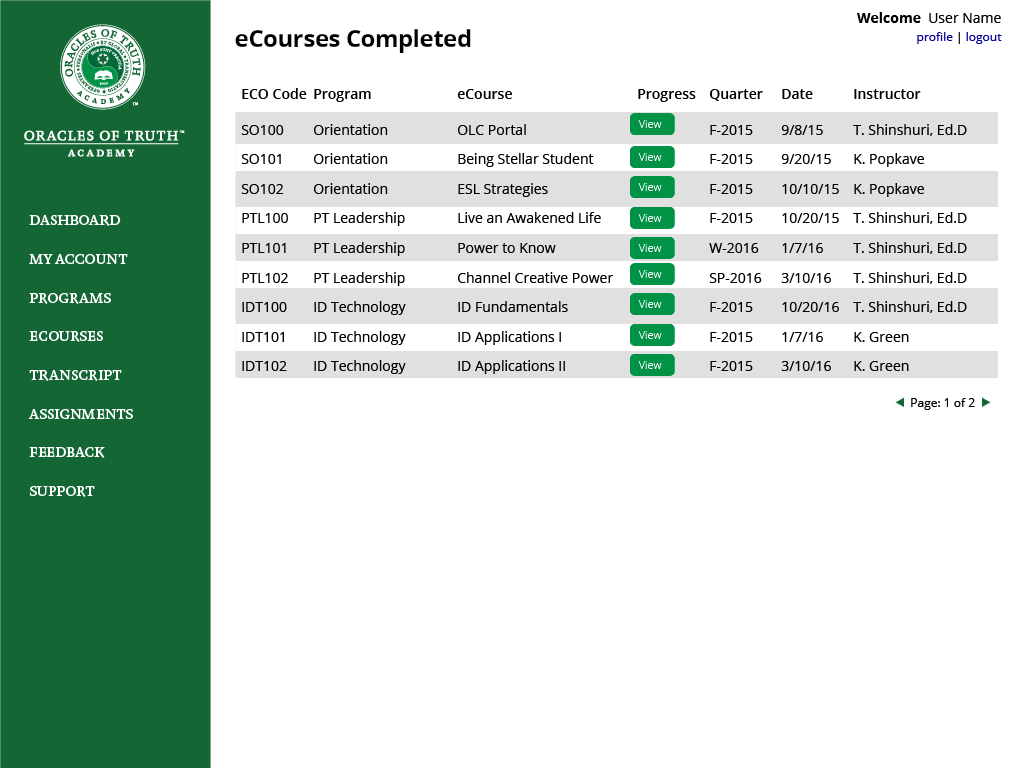 Welcome User Name
profile | logout
eCourses Completed
ORACLES OF TRUTH
ACADEMY
ORACLES OF TRUTH™
ACADEMY
DASHBOARD
MY ACCOUNT
PROGRAMS
ECOURSES
TRANSCRIPT
ASSIGNMENTS
FEEDBACK
SUPPORT
ECO Code Program eCourse Progress Quarter Date Instructor
SO100 Orientation OLC Portal View F-2015 9/8/15 T. Shinshuri, Ed.D
SO101 Orientation Being Stellar Student View F-2015 9/20/15 K. Popkave
SO102 Orientation ESL Strategies View F-2015 10/10/15 K. Popkave
PTL100 PT Leadership Live an Awakened Life View F-2015 10/20/15 T. Shinshuri, Ed.D
PTL101 PT Leadership Power to Know View W-2016 1/7/16 T. Shinshuri, Ed.D
PTL102 PT Leadership Channel Creative Power View SP-2016 3/10/16 T. Shinshuri, Ed.D
IDT100 ID Technology ID Fundamentals View F-2015 10/20/16 T. Shinshuri, Ed.D
IDT101 ID Technology ID Applications I View F-2015 1/7/16 K. Green
IDT102 ID Technology ID Applications II View F-2015 3/10/16 K. Green
Page: 1 of 2